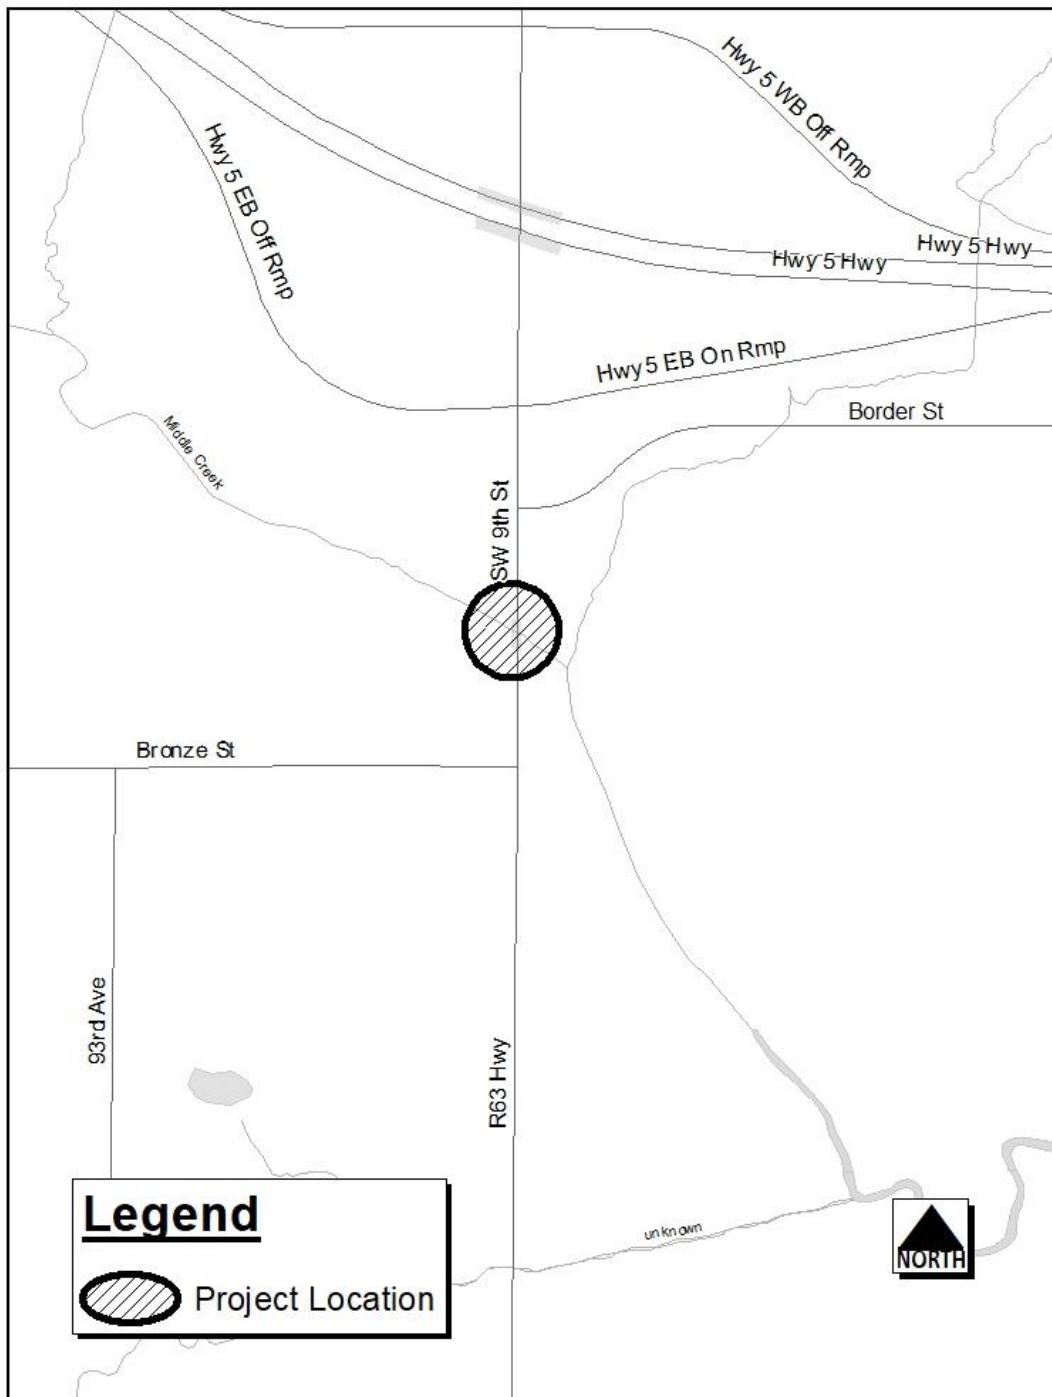 Hwy 5 WB Off Rmp
Hwy 5 EB Off Rmp
Hwy 5 Hwy
Hwy 5 Hwy
Hwy 5 EB On Rmp
Border St
Middle Creek
SW 9th St
Bronze St
93rd Ave
R63 Hwy
Legend
Project Location
unknown
NORTH